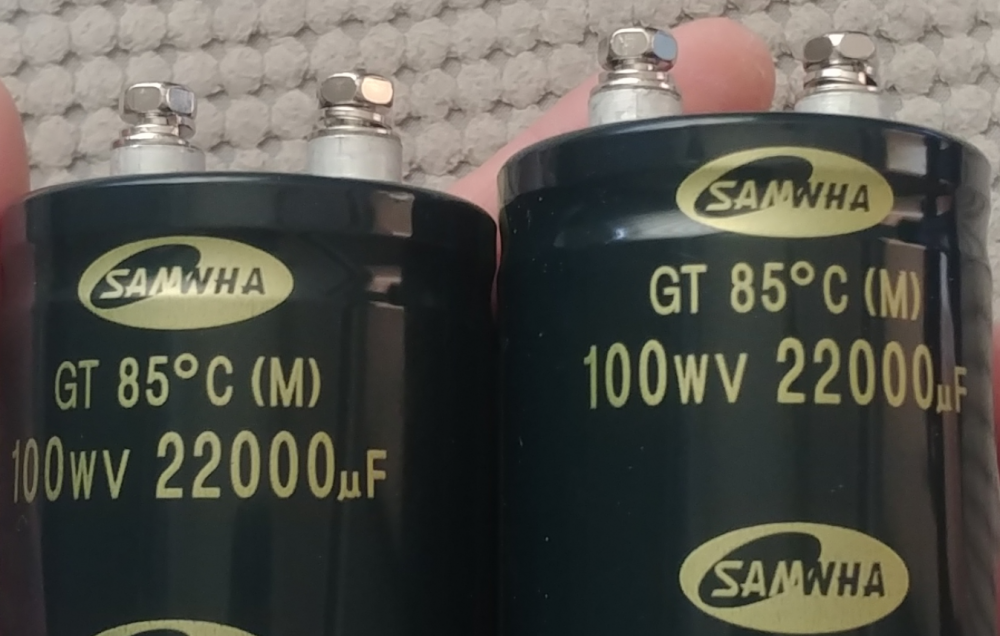 SAMWHA
GT 85°C (M)
100WV 22000µF
SAMWHA
GT 85°C (M)
100WV 22000µF
SAMWHA